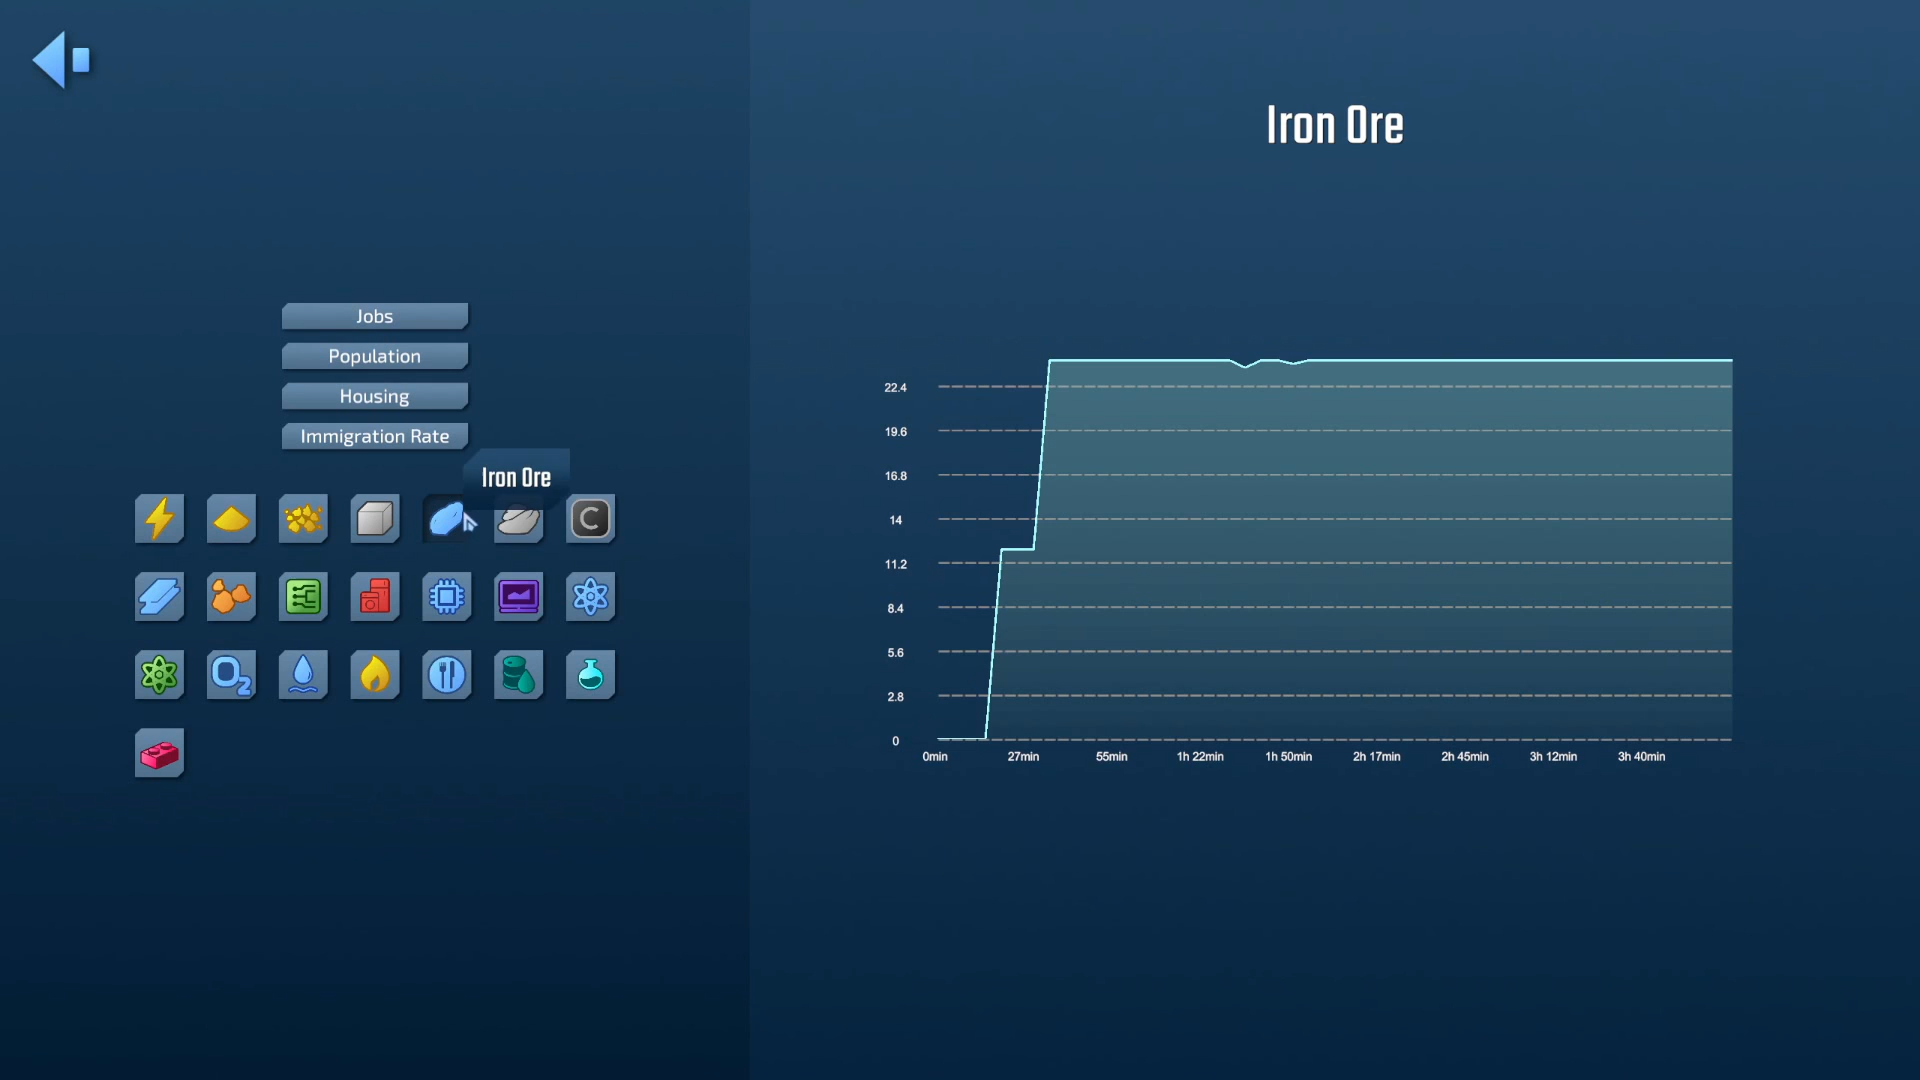 Iron Ore
Jobs
Population
Housing
Immigration Rate
Iron Ore
C
O2
22.4
19.6
16.8
14
11.2
8.4
5.6
2.8
0
0min 27min 55min 1h 22min 1h 50min 2h 17min 2h 45min 3h 12min 3h 40min